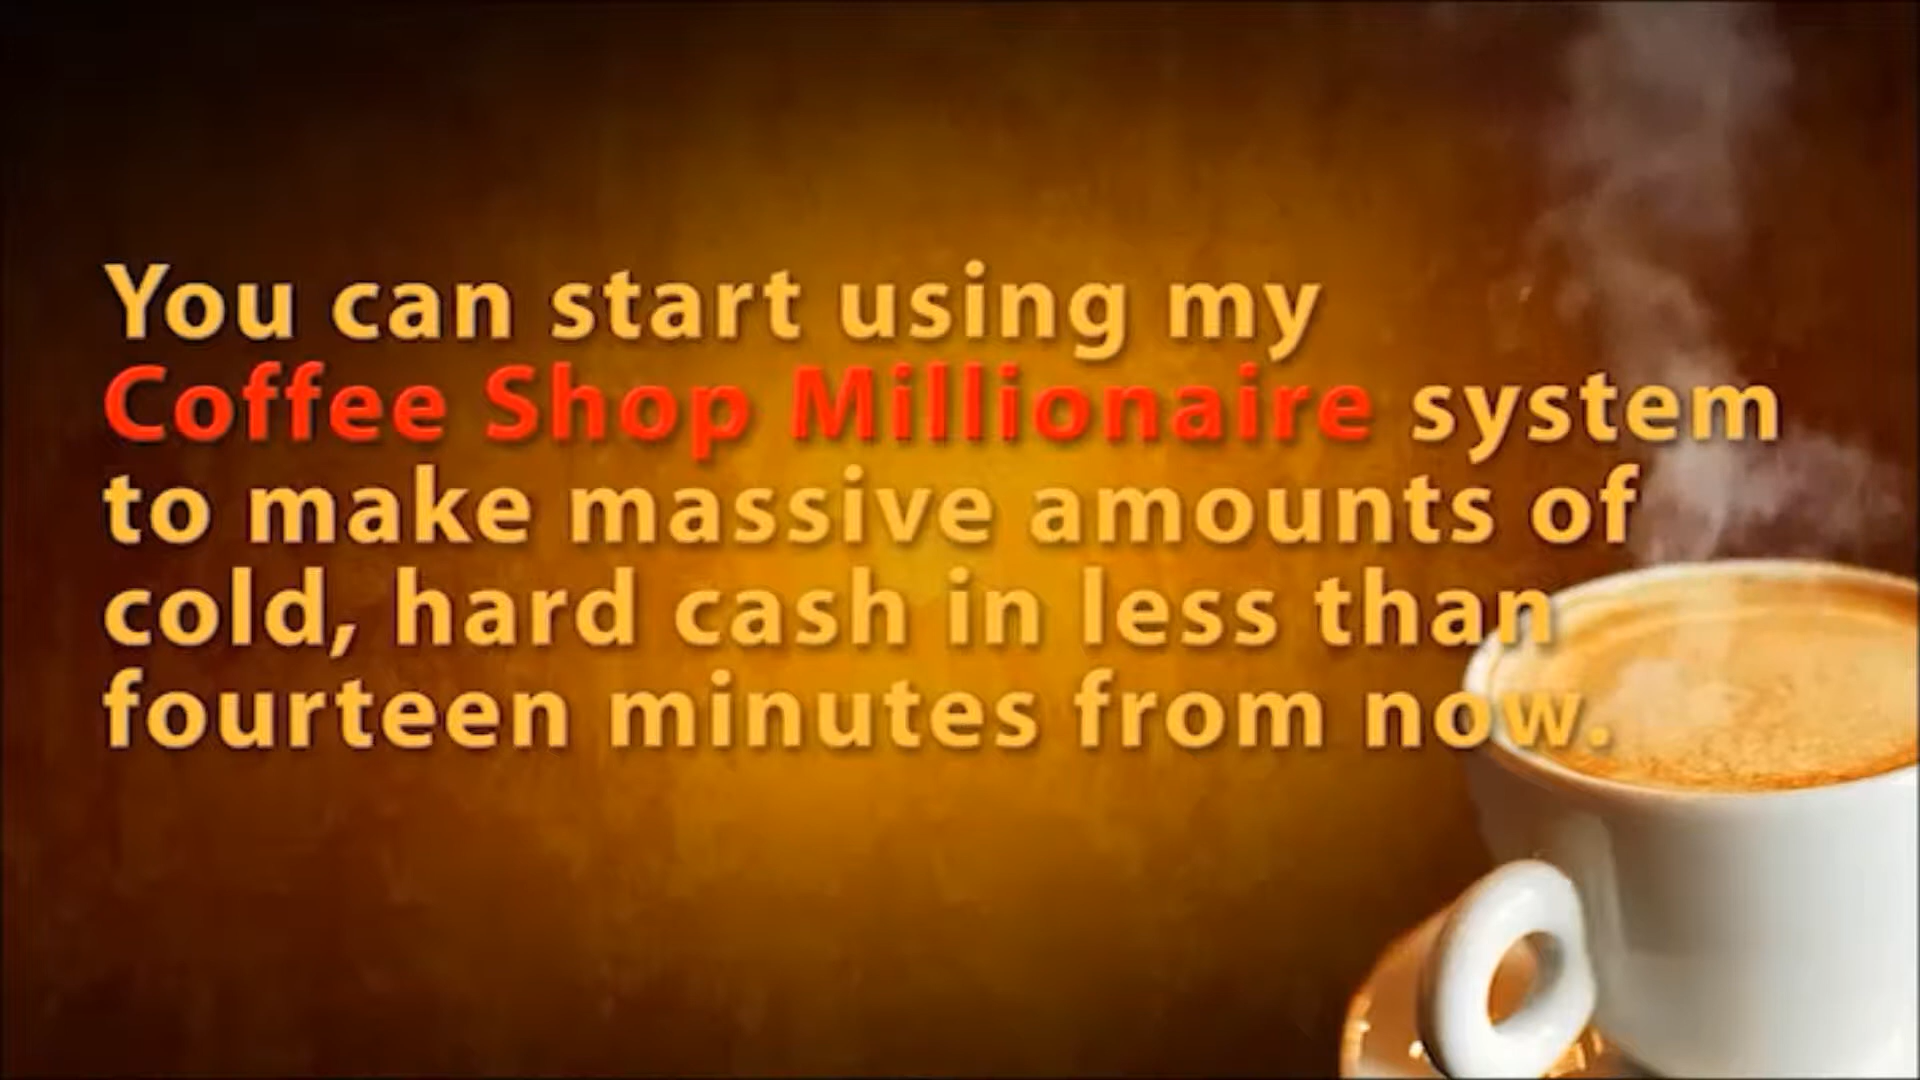 You can start using my
Coffee Shop Millionaire system
to make massive amounts of
cold, hard cash in less than
fourteen minutes from now.